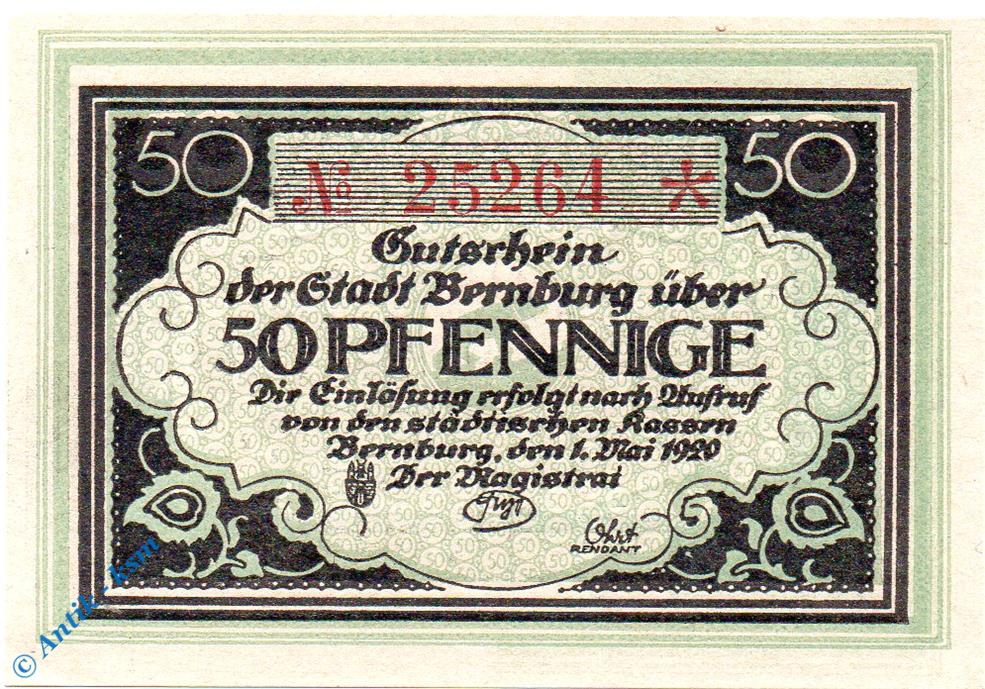 50 50
№ 25264 *
Gutschein
der Stadt Bernburg über
50 PFENNIGE
Die Einlösung erfolgt nach Aufruf
von den städtischen Kassen
Bernburg, den 1. Mai 1920
Der Magistrat
Ohrt
RENDANT
© Antik - ksm